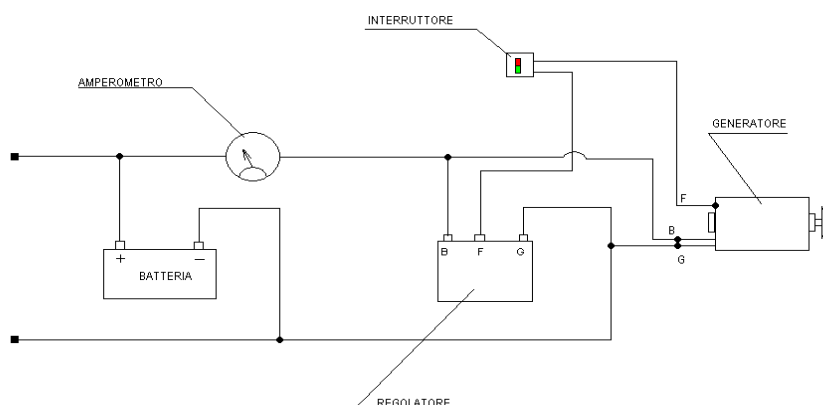 INTERRUTTORE
AMPEROMETRO
GENERATORE
F
B
G
B F G
+ −
BATTERIA
REGOLATORE